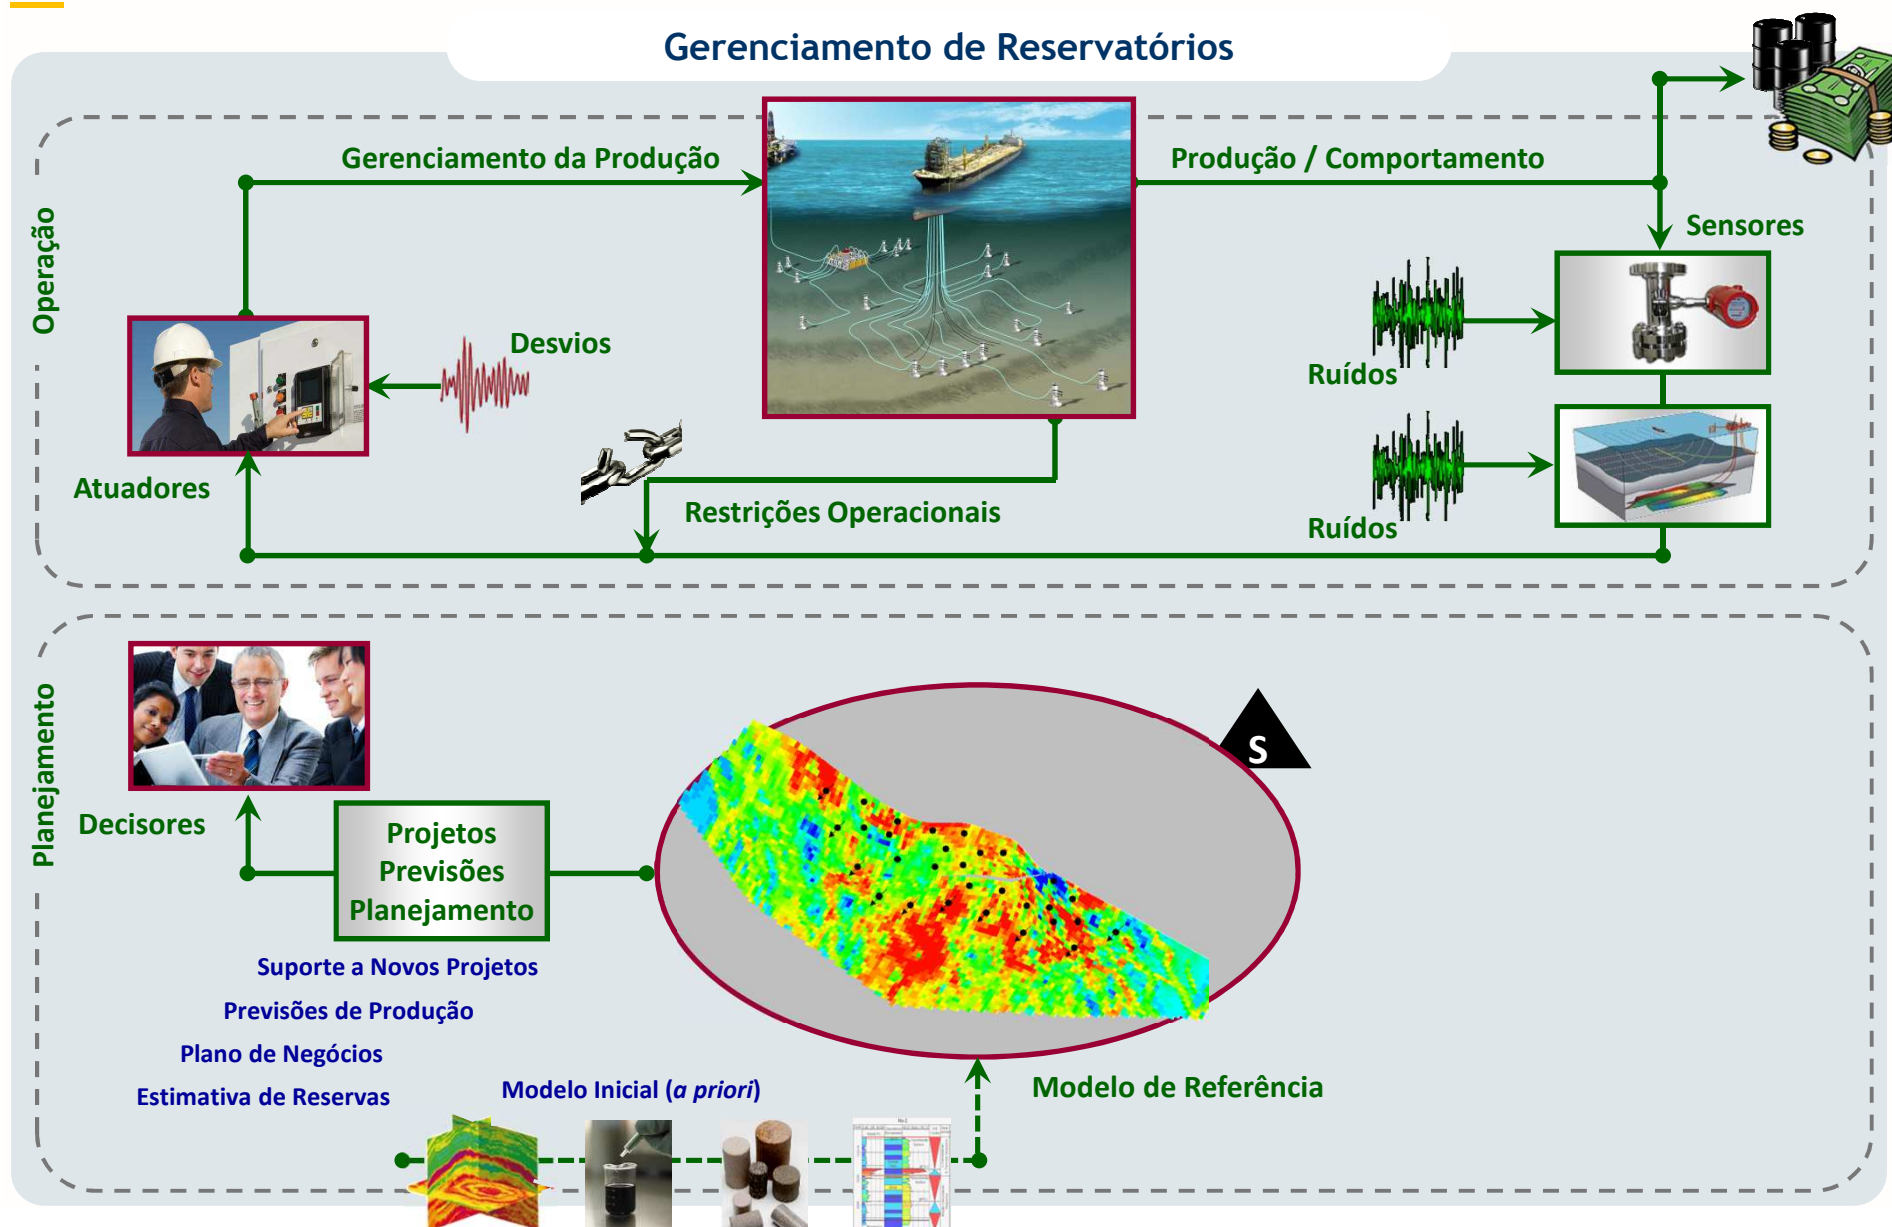 Gerenciamento de Reservatórios
Operação
Gerenciamento da Produção
Produção / Comportamento
Sensores
Desvios
Ruídos
Atuadores
Restrições Operacionais
Ruídos
Planejamento
S
Decisores
Projetos
Previsões
Planejamento
Suporte a Novos Projetos
Previsões de Produção
Plano de Negócios
Estimativa de Reservas
Modelo Inicial (a priori)
Modelo de Referência